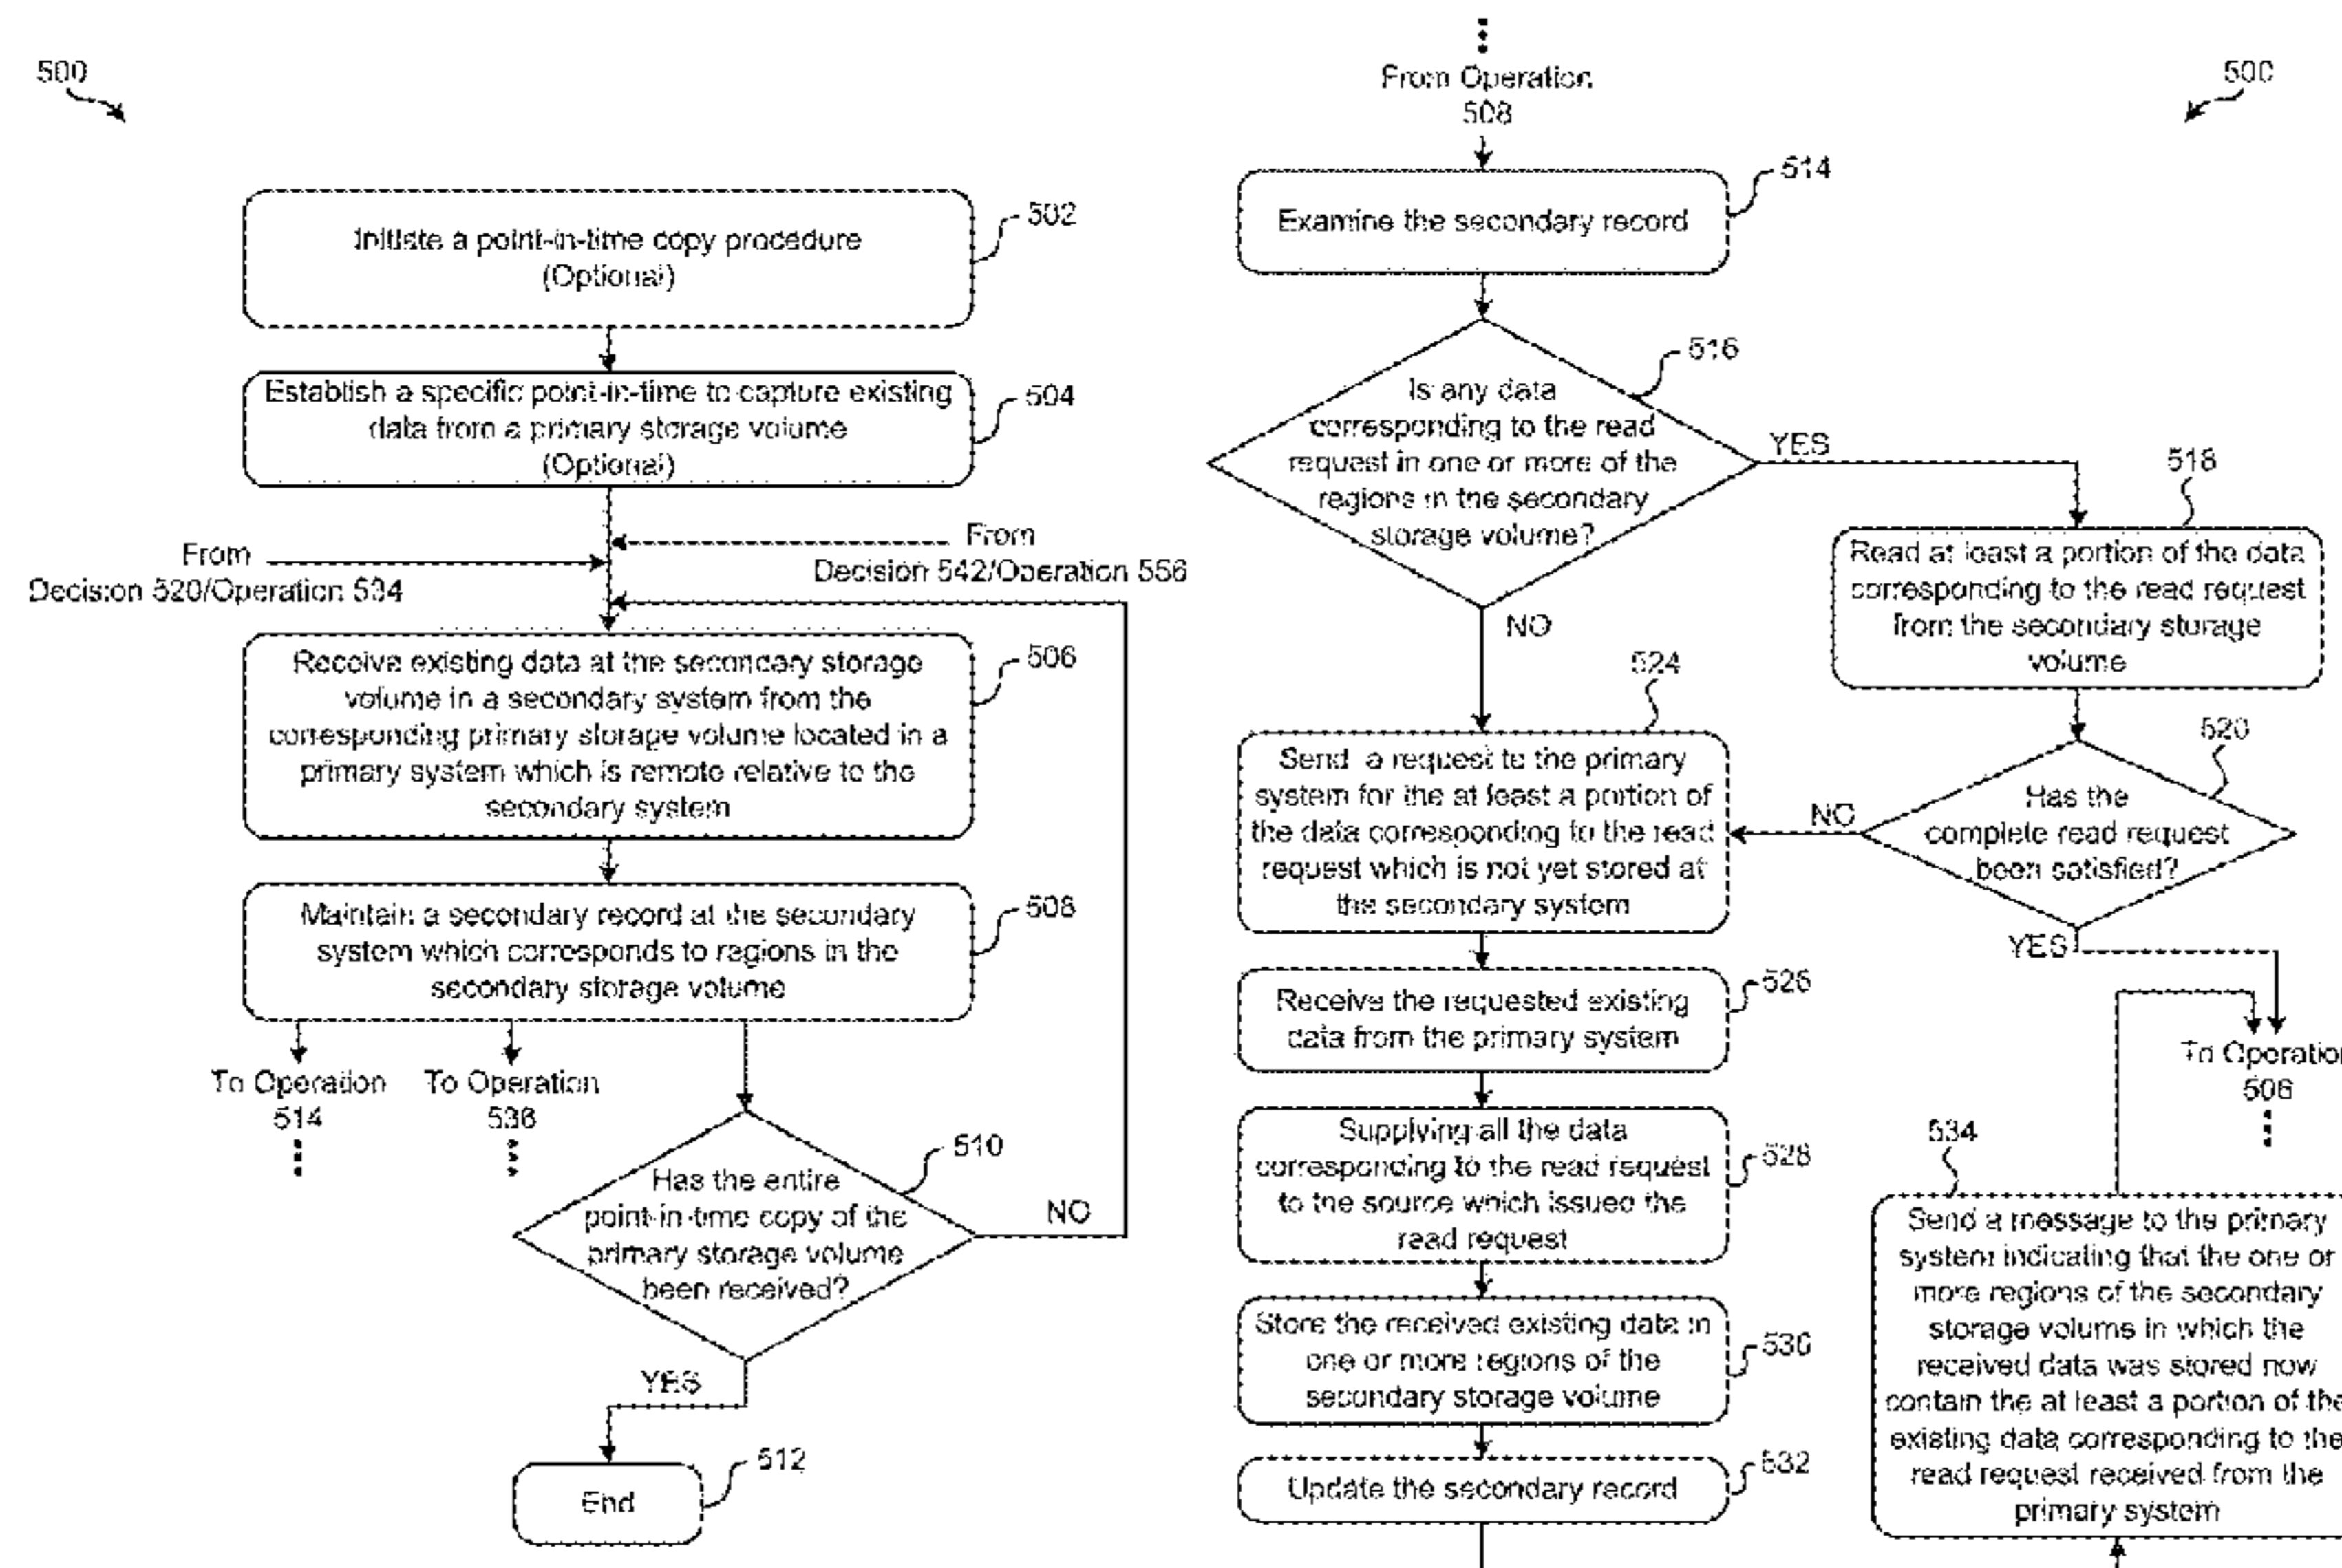 500
502
Initiate a point-in-time copy procedure
(Optional)
Establish a specific point-in-time to capture existing
data from a primary storage volume
(Optional)
504
From
Decision 520/Operation 534
From
Decision 542/Operation 556
Receive existing data at the secondary storage
volume in a secondary system from the
corresponding primary storage volume located in a
primary system which is remote relative to the
secondary system
506
Maintain a secondary record at the secondary
system which corresponds to regions in the
secondary storage volume
508
To Operation
514
To Operation
536
510
Has the entire
point-in-time copy of the
primary storage volume
been received?
NO
YES
512
End
From Operation
508
500
514
Examine the secondary record
516
Is any data
corresponding to the read
request in one or more of the
regions in the secondary
storage volume?
YES
NO
518
Read at least a portion of the data
corresponding to the read request
from the secondary storage
volume
520
Has the
complete read request
been satisfied?
NO
YES
524
Send a request to the primary
system for the at least a portion of
the data corresponding to the read
request which is not yet stored at
the secondary system
526
Receive the requested existing
data from the primary system
Supplying all the data
corresponding to the read request
to the source which issued the
read request
528
Store the received existing data in
one or more regions of the
secondary storage volume
530
532
Update the secondary record
To Operation
506
534
Send a message to the primary
system indicating that the one or
more regions of the secondary
storage volume in which the
received data was stored now
contain the at least a portion of the
existing data corresponding to the
read request received from the
primary system